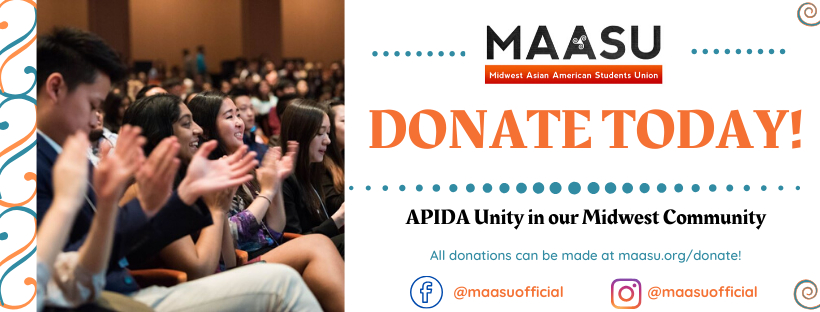 MAASU
Midwest Asian American Students Union
DONATE TODAY!
APIDA Unity in our Midwest Community
All donations can be made at maasu.org/donate!
@maasuofficial
@maasuofficial